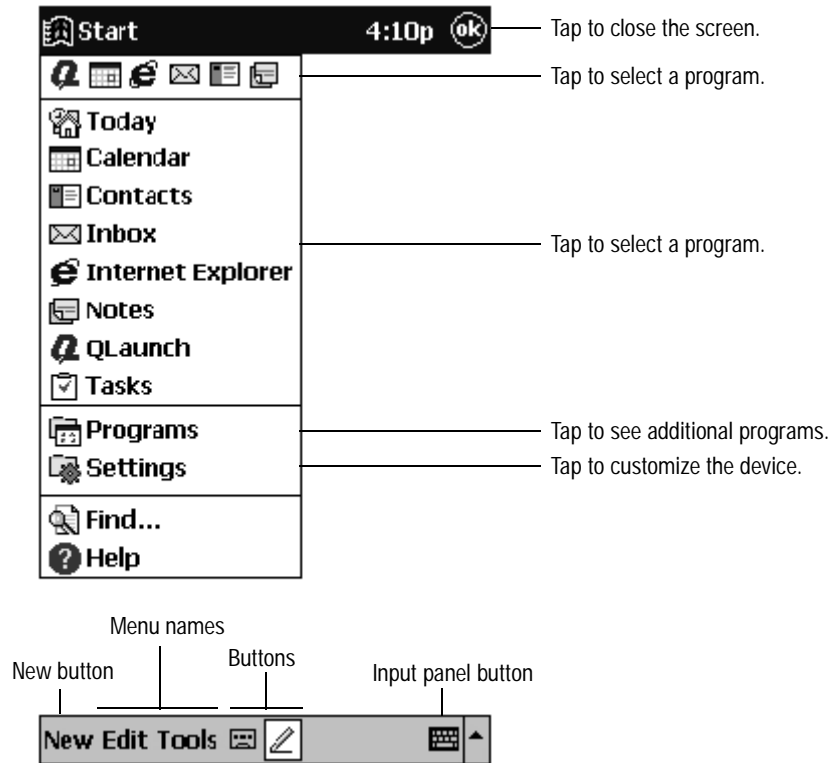 Start 4:10p ok Tap to close the screen.
Tap to select a program.
Today
Calendar
Contacts
Inbox
Tap to select a program.
Internet Explorer
Notes
QLaunch
Tasks
Programs Tap to see additional programs.
Settings Tap to customize the device.
Find...
Help
Menu names
New button Buttons Input panel button
New Edit Tools